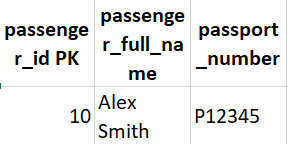 passenge
r_id PK
passenge
r_full_na
me
passport
_number
10
Alex
Smith
P12345